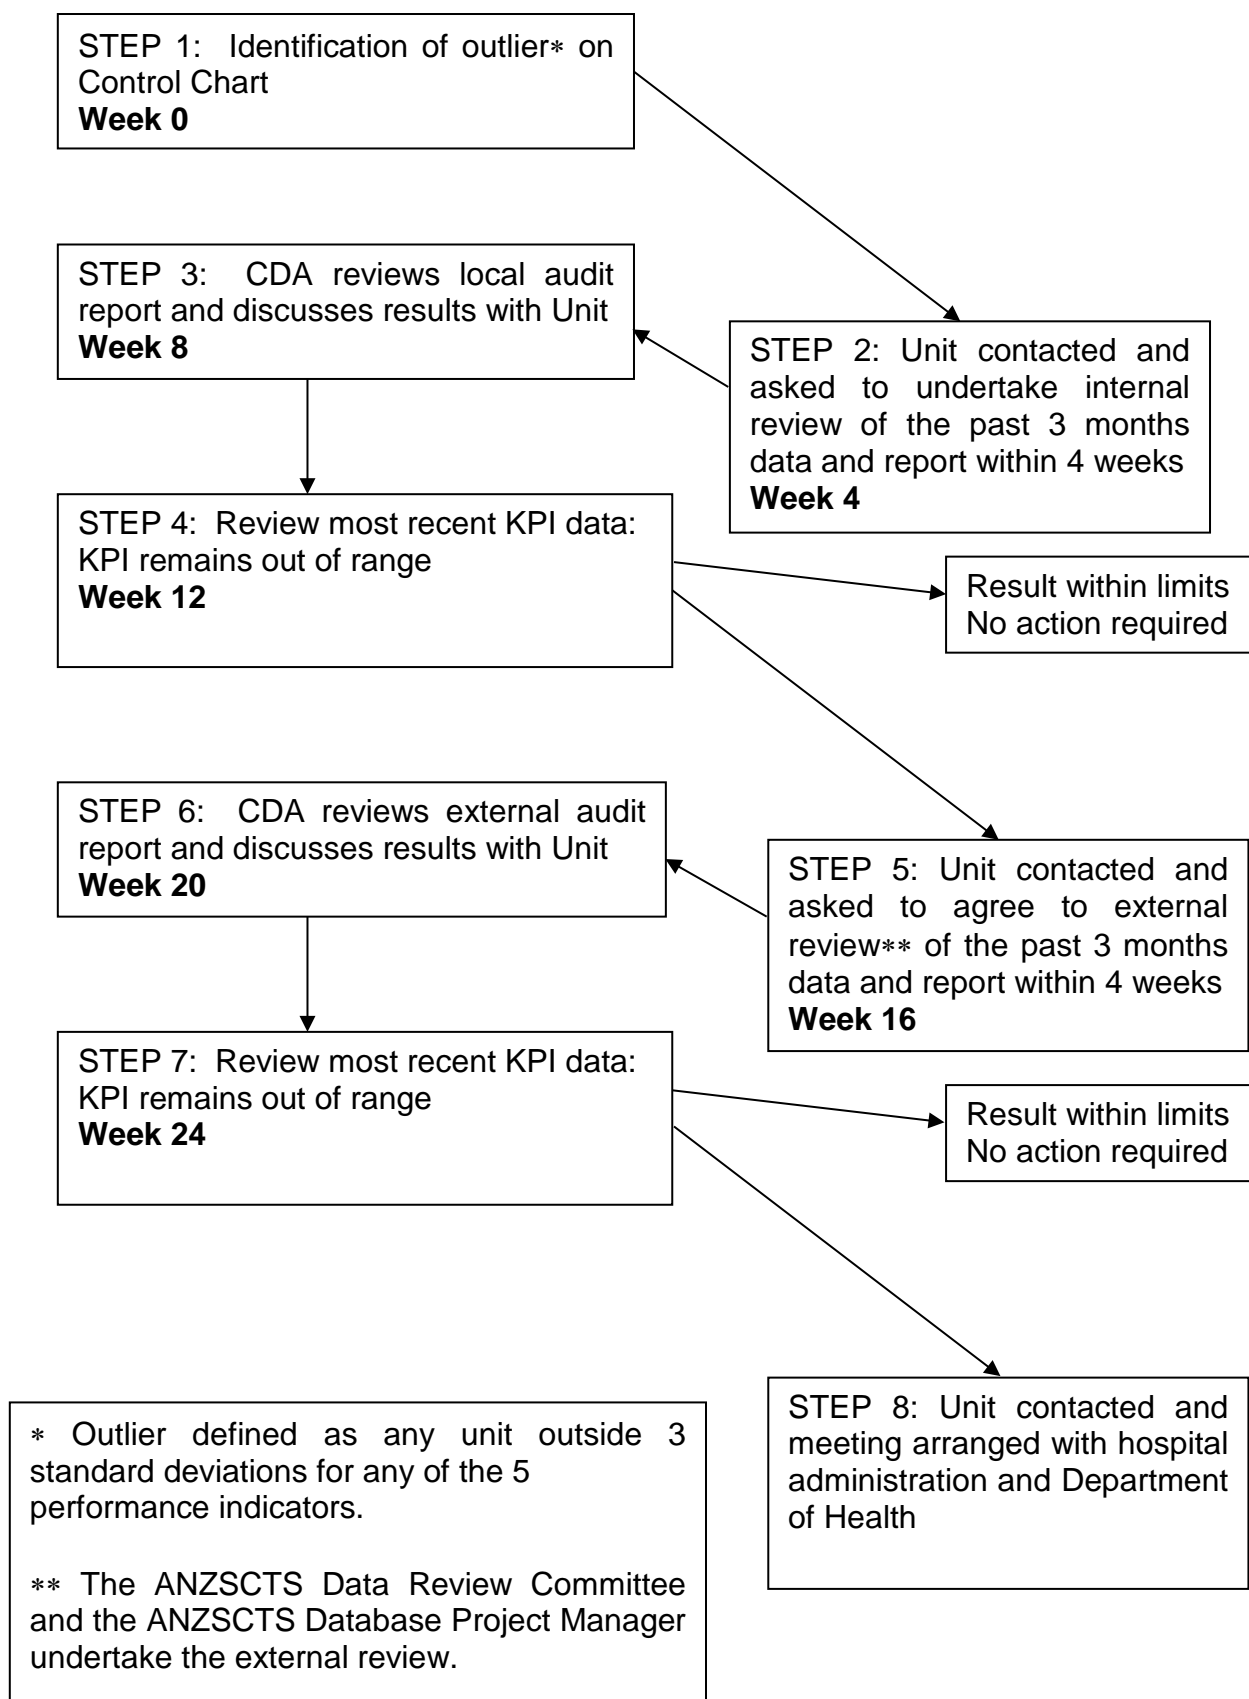 STEP 1: Identification of outlier* on
Control Chart
Week 0
STEP 3: CDA reviews local audit
report and discusses results with Unit
Week 8
STEP 2: Unit contacted and
asked to undertake internal
review of the past 3 months
data and report within 4 weeks
Week 4
STEP 4: Review most recent KPI data:
KPI remains out of range
Week 12
Result within limits
No action required
STEP 6: CDA reviews external audit
report and discusses results with Unit
Week 20
STEP 5: Unit contacted and
asked to agree to external
review** of the past 3 months
data and report within 4 weeks
Week 16
STEP 7: Review most recent KPI data:
KPI remains out of range
Week 24
Result within limits
No action required
STEP 8: Unit contacted and
meeting arranged with hospital
administration and Department
of Health
* Outlier defined as any unit outside 3
standard deviations for any of the 5
performance indicators.
** The ANZSCTS Data Review Committee
and the ANZSCTS Database Project Manager
undertake the external review.